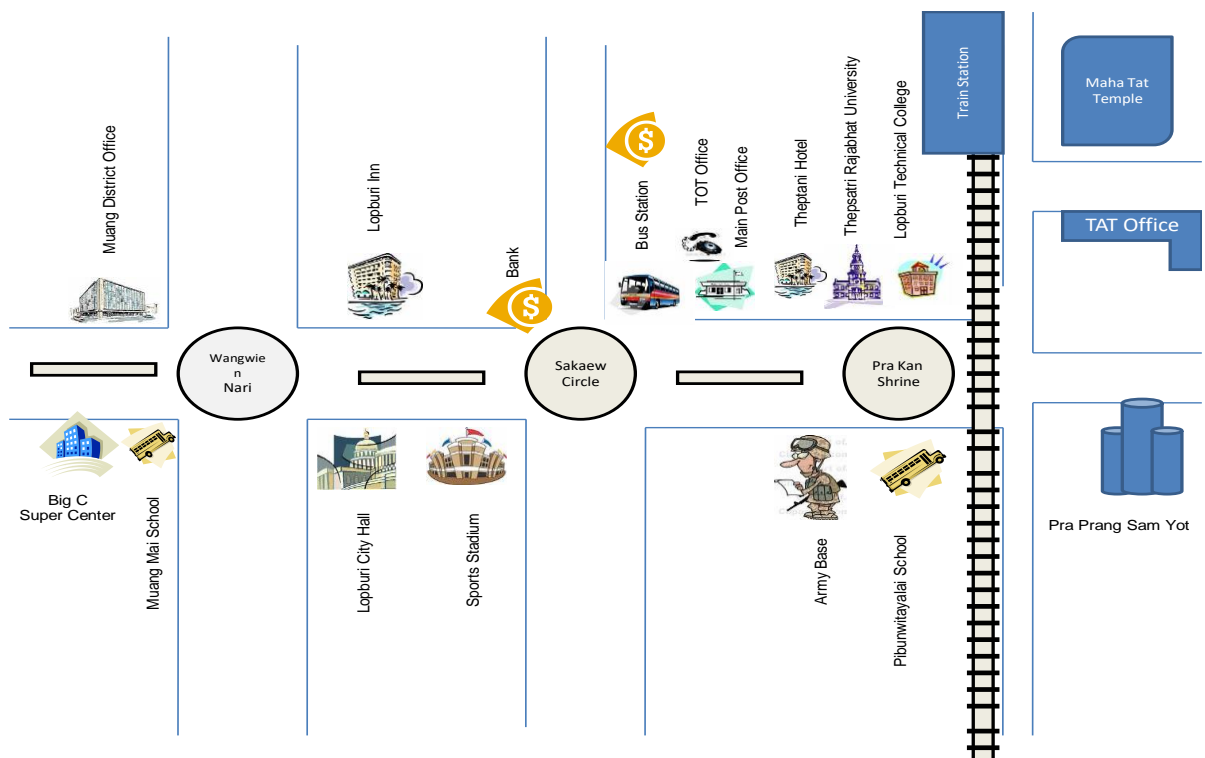 Muang District Office
Lopburi Inn
Bank
$
$
Bus Station
TOT Office
Main Post Office
Theptani Hotel
Thepsatri Rajabhat University
Lopburi Technical College
Train Station
Maha Tat
Temple
TAT Office
Wangwie
n
Nari
Sakaew
Circle
Pra Kan
Shrine
Big C
Super Center
Muang Mai School
Lopburi City Hall
Sports Stadium
Army Base
Pibunwitayalai School
Pra Prang Sam Yot